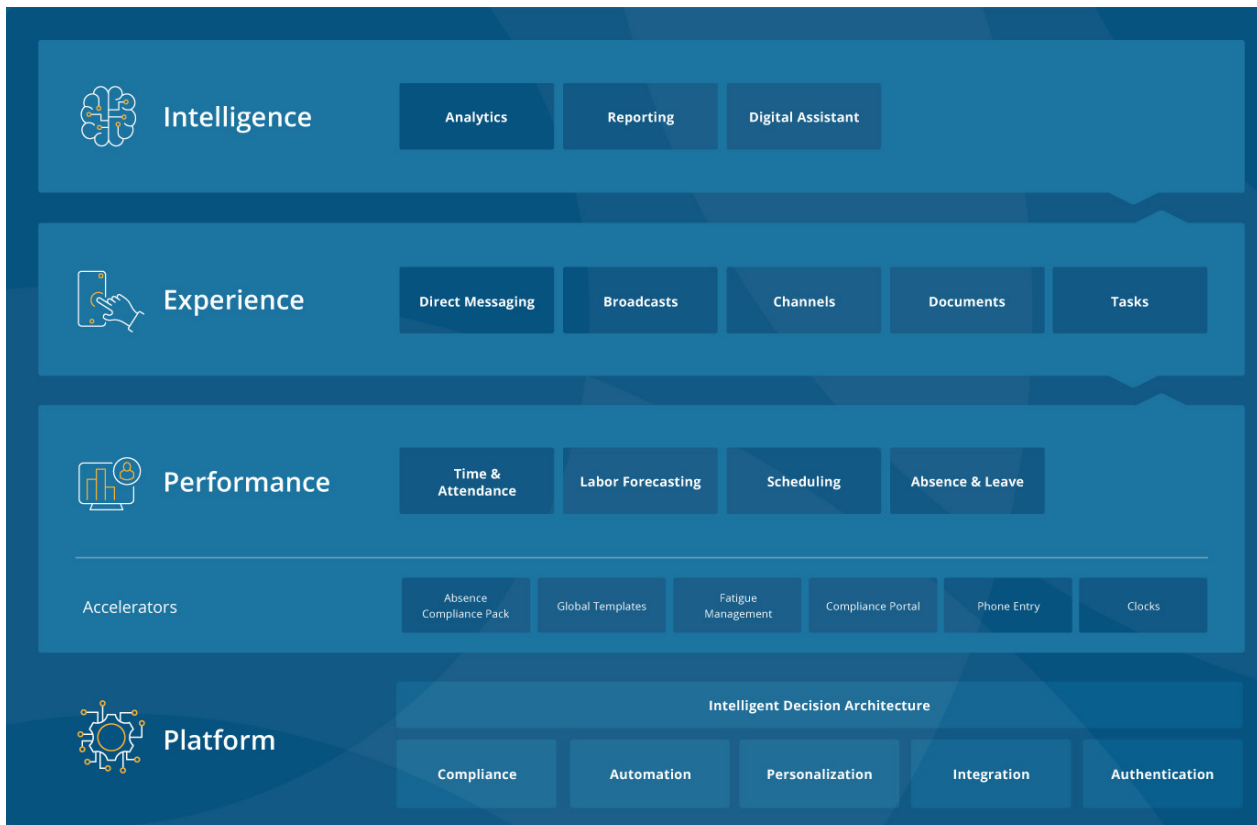 Intelligence
Analytics
Reporting
Digital Assistant
Experience
Direct Messaging
Broadcasts
Channels
Documents
Tasks
Performance
Time &
Attendance
Labor Forecasting
Scheduling
Absence & Leave
Accelerators
Absence
Compliance Pack
Global Templates
Fatigue
Management
Compliance Portal
Phone Entry
Clocks
Platform
Intelligent Decision Architecture
Compliance
Automation
Personalization
Integration
Authentication